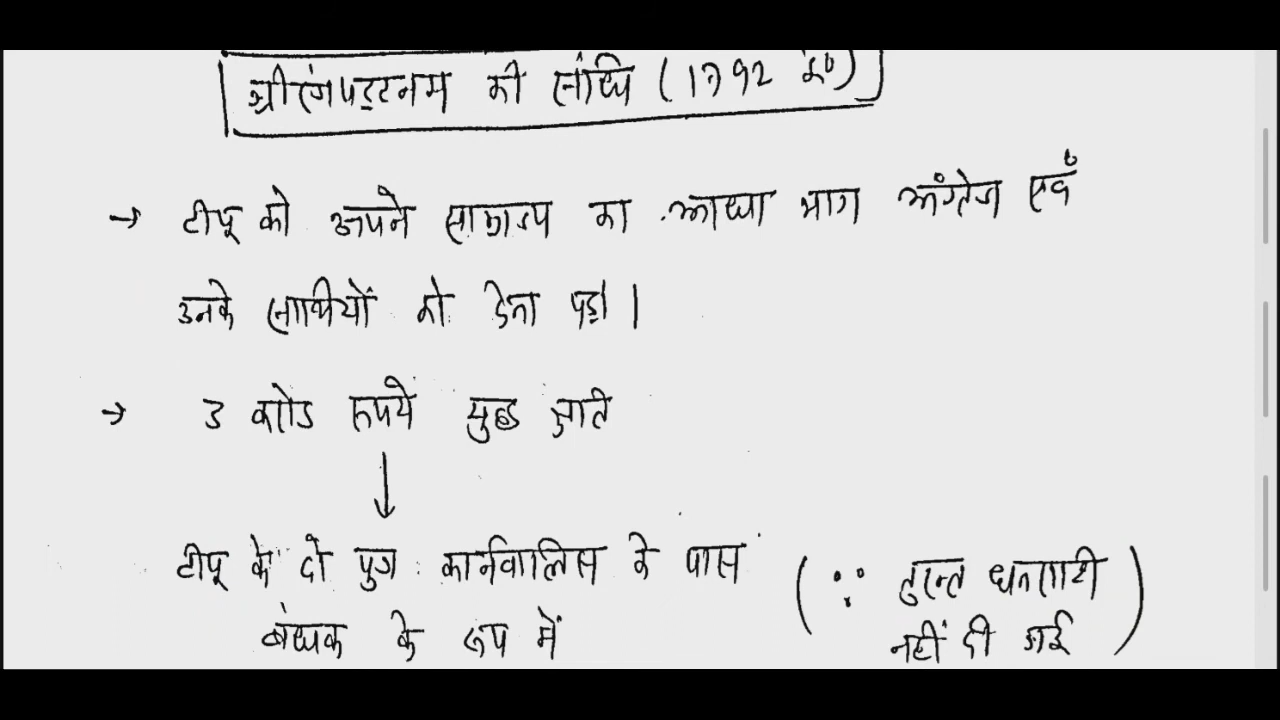 श्रीरंगपट्टनम की संधि (1792 ई०)
→ टीपू को अपने साम्राज्य का आधा भाग अंग्रेज एवं
उनके साथियों को देना पड़ा।
→ 3 करोड रूपये युद्ध क्षति
↓
टीपू के दो पुत्र कार्नवालिस के पास
बंधक के रूप में
(∵ तुरन्त धनराशी
नहीं दी गई)